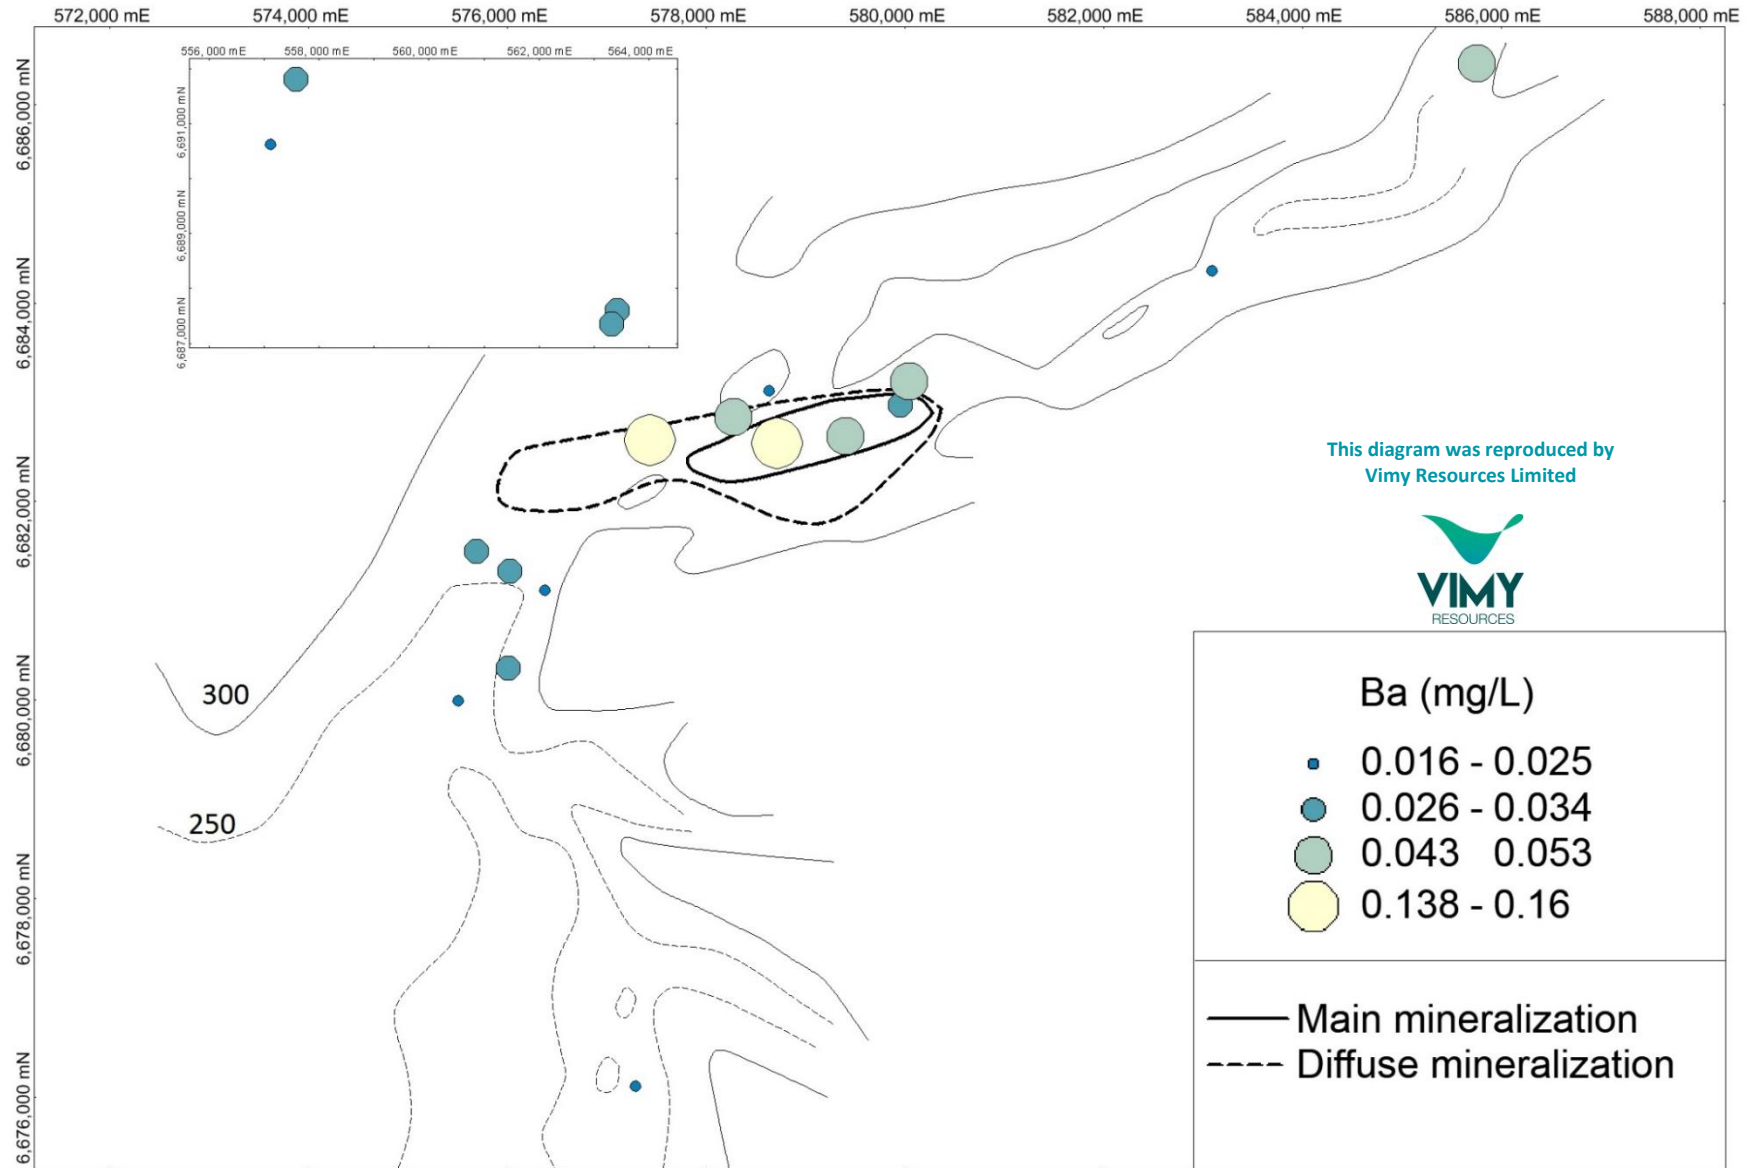 572,000 mE 574,000 mE 576,000 mE 578,000 mE 580,000 mE 582,000 mE 584,000 mE 586,000 mE 588,000 mE
556,000 mE 558,000 mE 560,000 mE 562,000 mE 564,000 mE
6,691,000 mN
6,689,000 mN
6,687,000 mN
6,686,000 mN
6,684,000 mN
6,682,000 mN
6,680,000 mN
6,678,000 mN
6,676,000 mN
300
250
This diagram was reproduced by
Vimy Resources Limited
VIMY
RESOURCES
Ba (mg/L)
0.016 - 0.025
0.026 - 0.034
0.043 0.053
0.138 - 0.16
Main mineralization
Diffuse mineralization